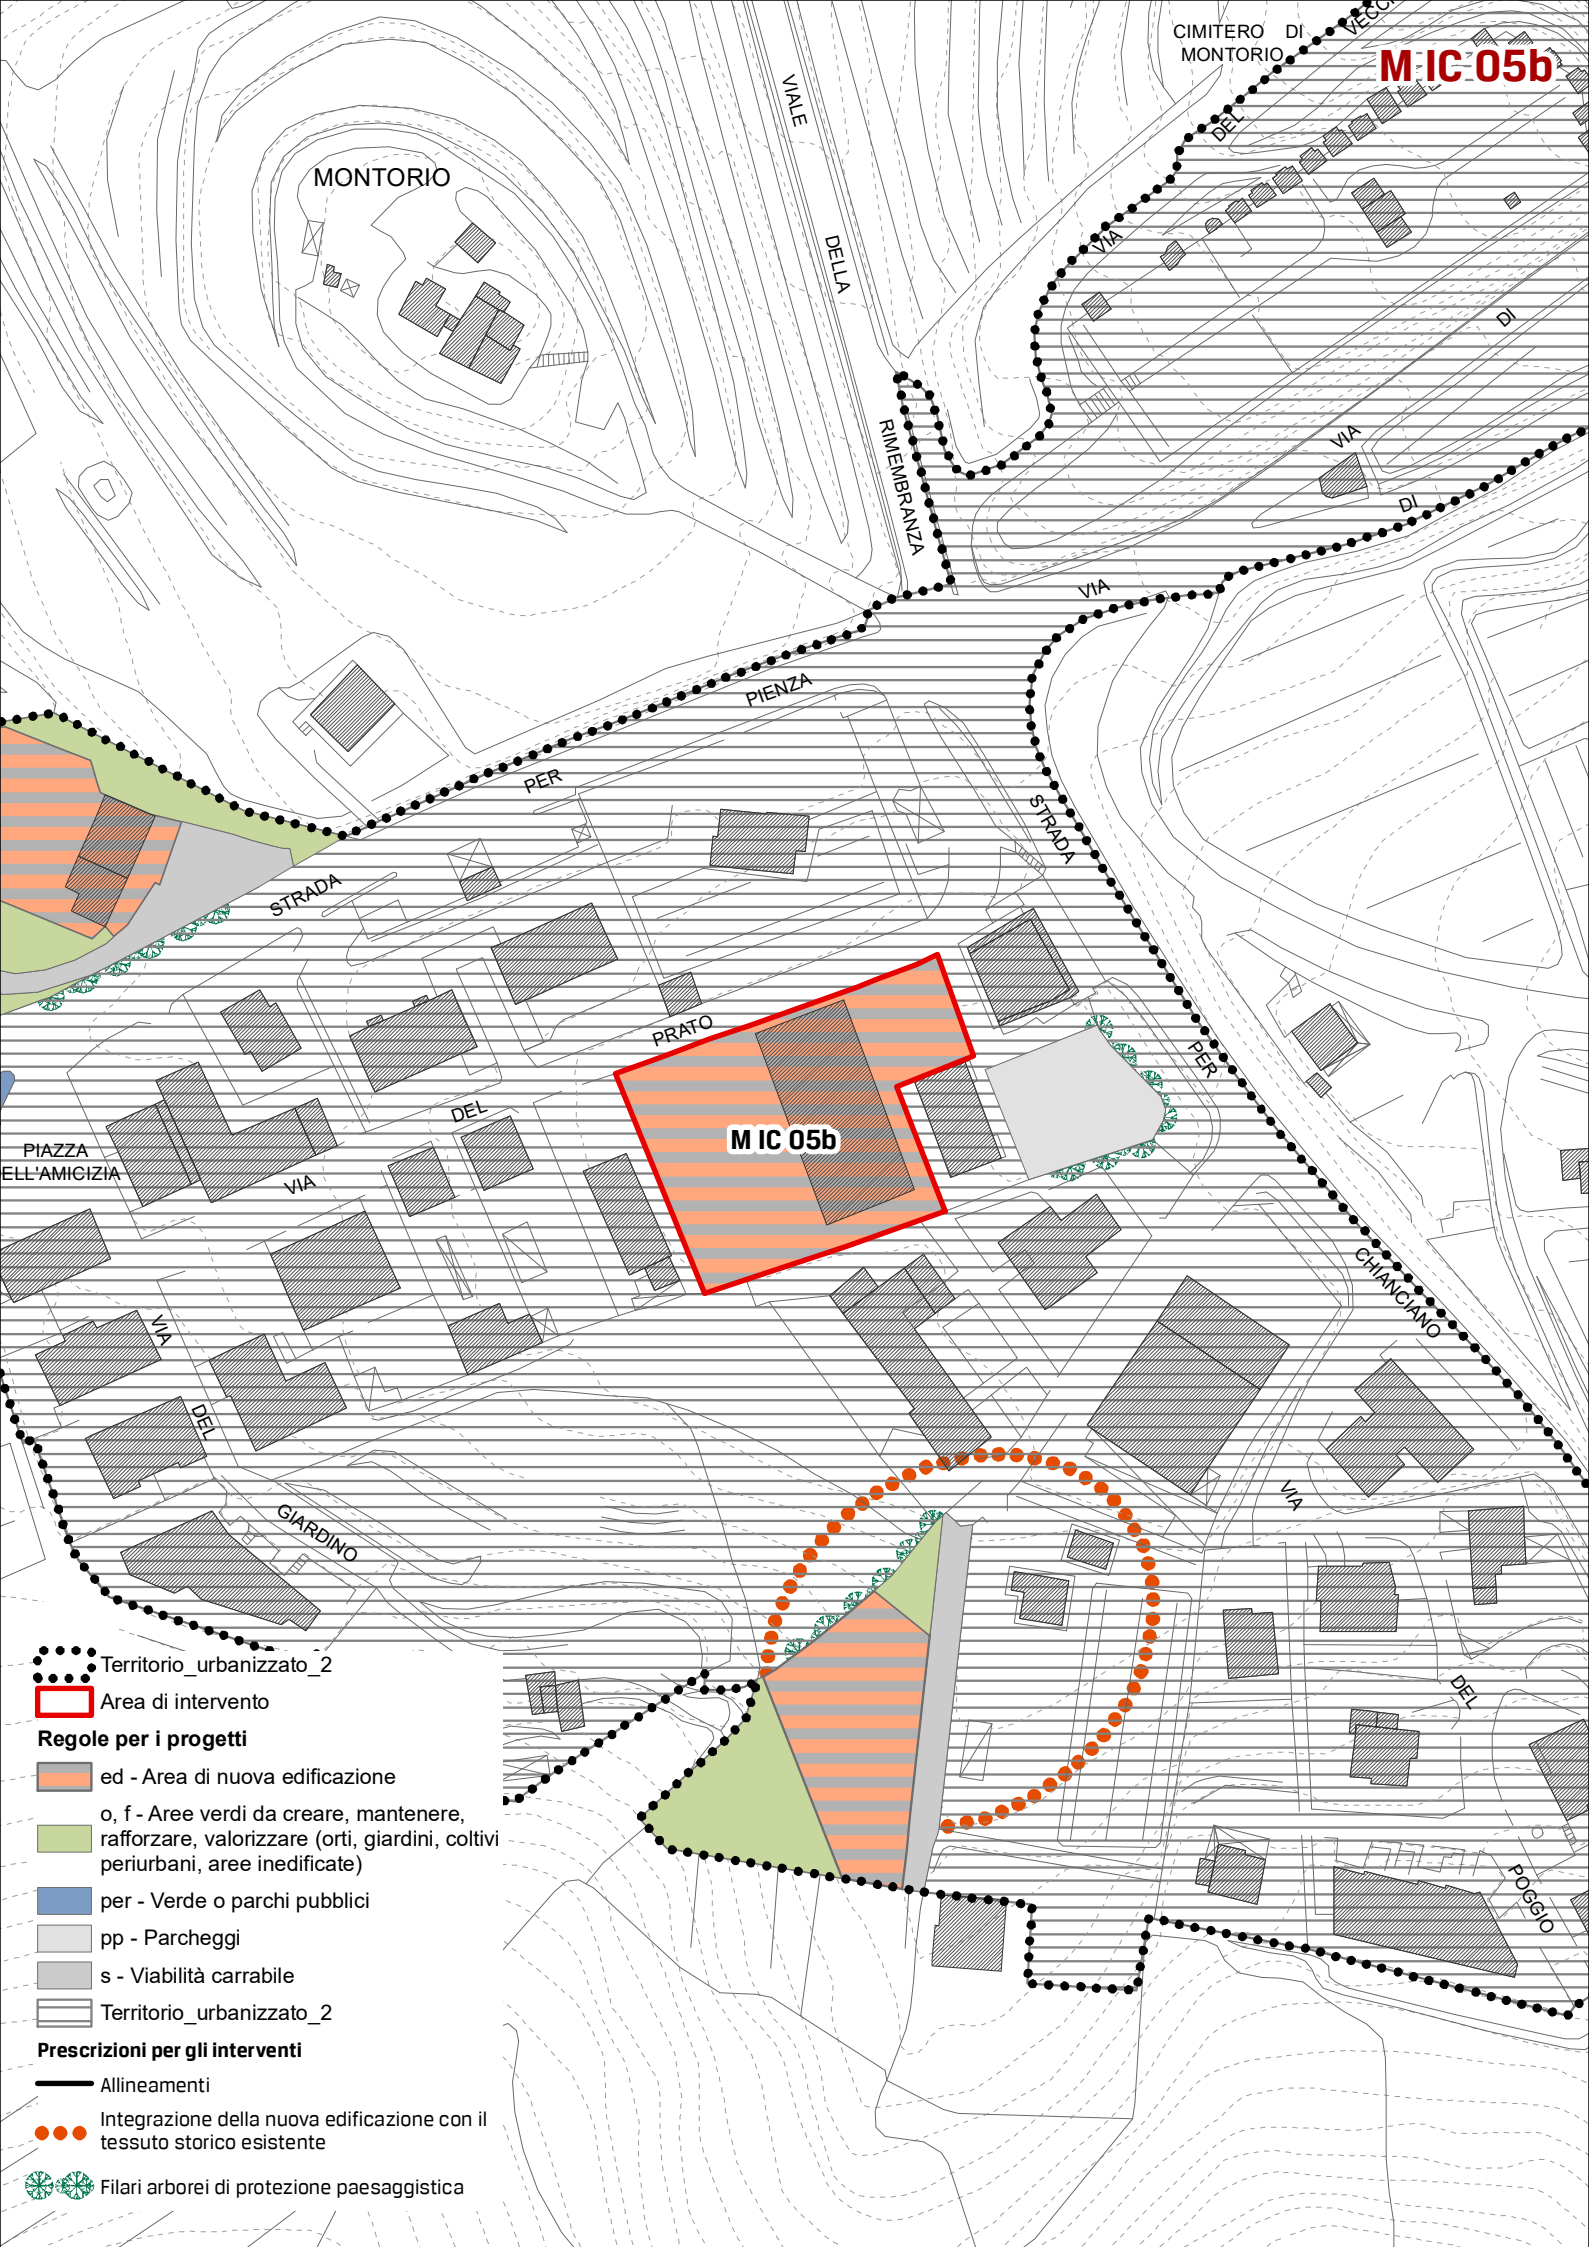 CIMITERO DI
MONTORIO
VECCH
M IC 05b
DEL
VIA
VIALE
DELLA
RIMEMBRANZA
MONTORIO
DI
VIA
DI
VIA
PIENZA
PER
STRADA
STRADA
PER
CHIANCIANO
PRATO
DEL
VIA
M IC 05b
PIAZZA
ELL'AMICIZIA
VIA
DEL
GIARDINO
VIA
DEL
POGGIO
Territorio_urbanizzato_2
Area di intervento
Regole per i progetti
ed - Area di nuova edificazione
o, f - Aree verdi da creare, mantenere,
rafforzare, valorizzare (orti, giardini, coltivi
periurbani, aree inedificate)
per - Verde o parchi pubblici
pp - Parcheggi
s - Viabilità carrabile
Territorio_urbanizzato_2
Prescrizioni per gli interventi
Allineamenti
Integrazione della nuova edificazione con il
tessuto storico esistente
Filari arborei di protezione paesaggistica